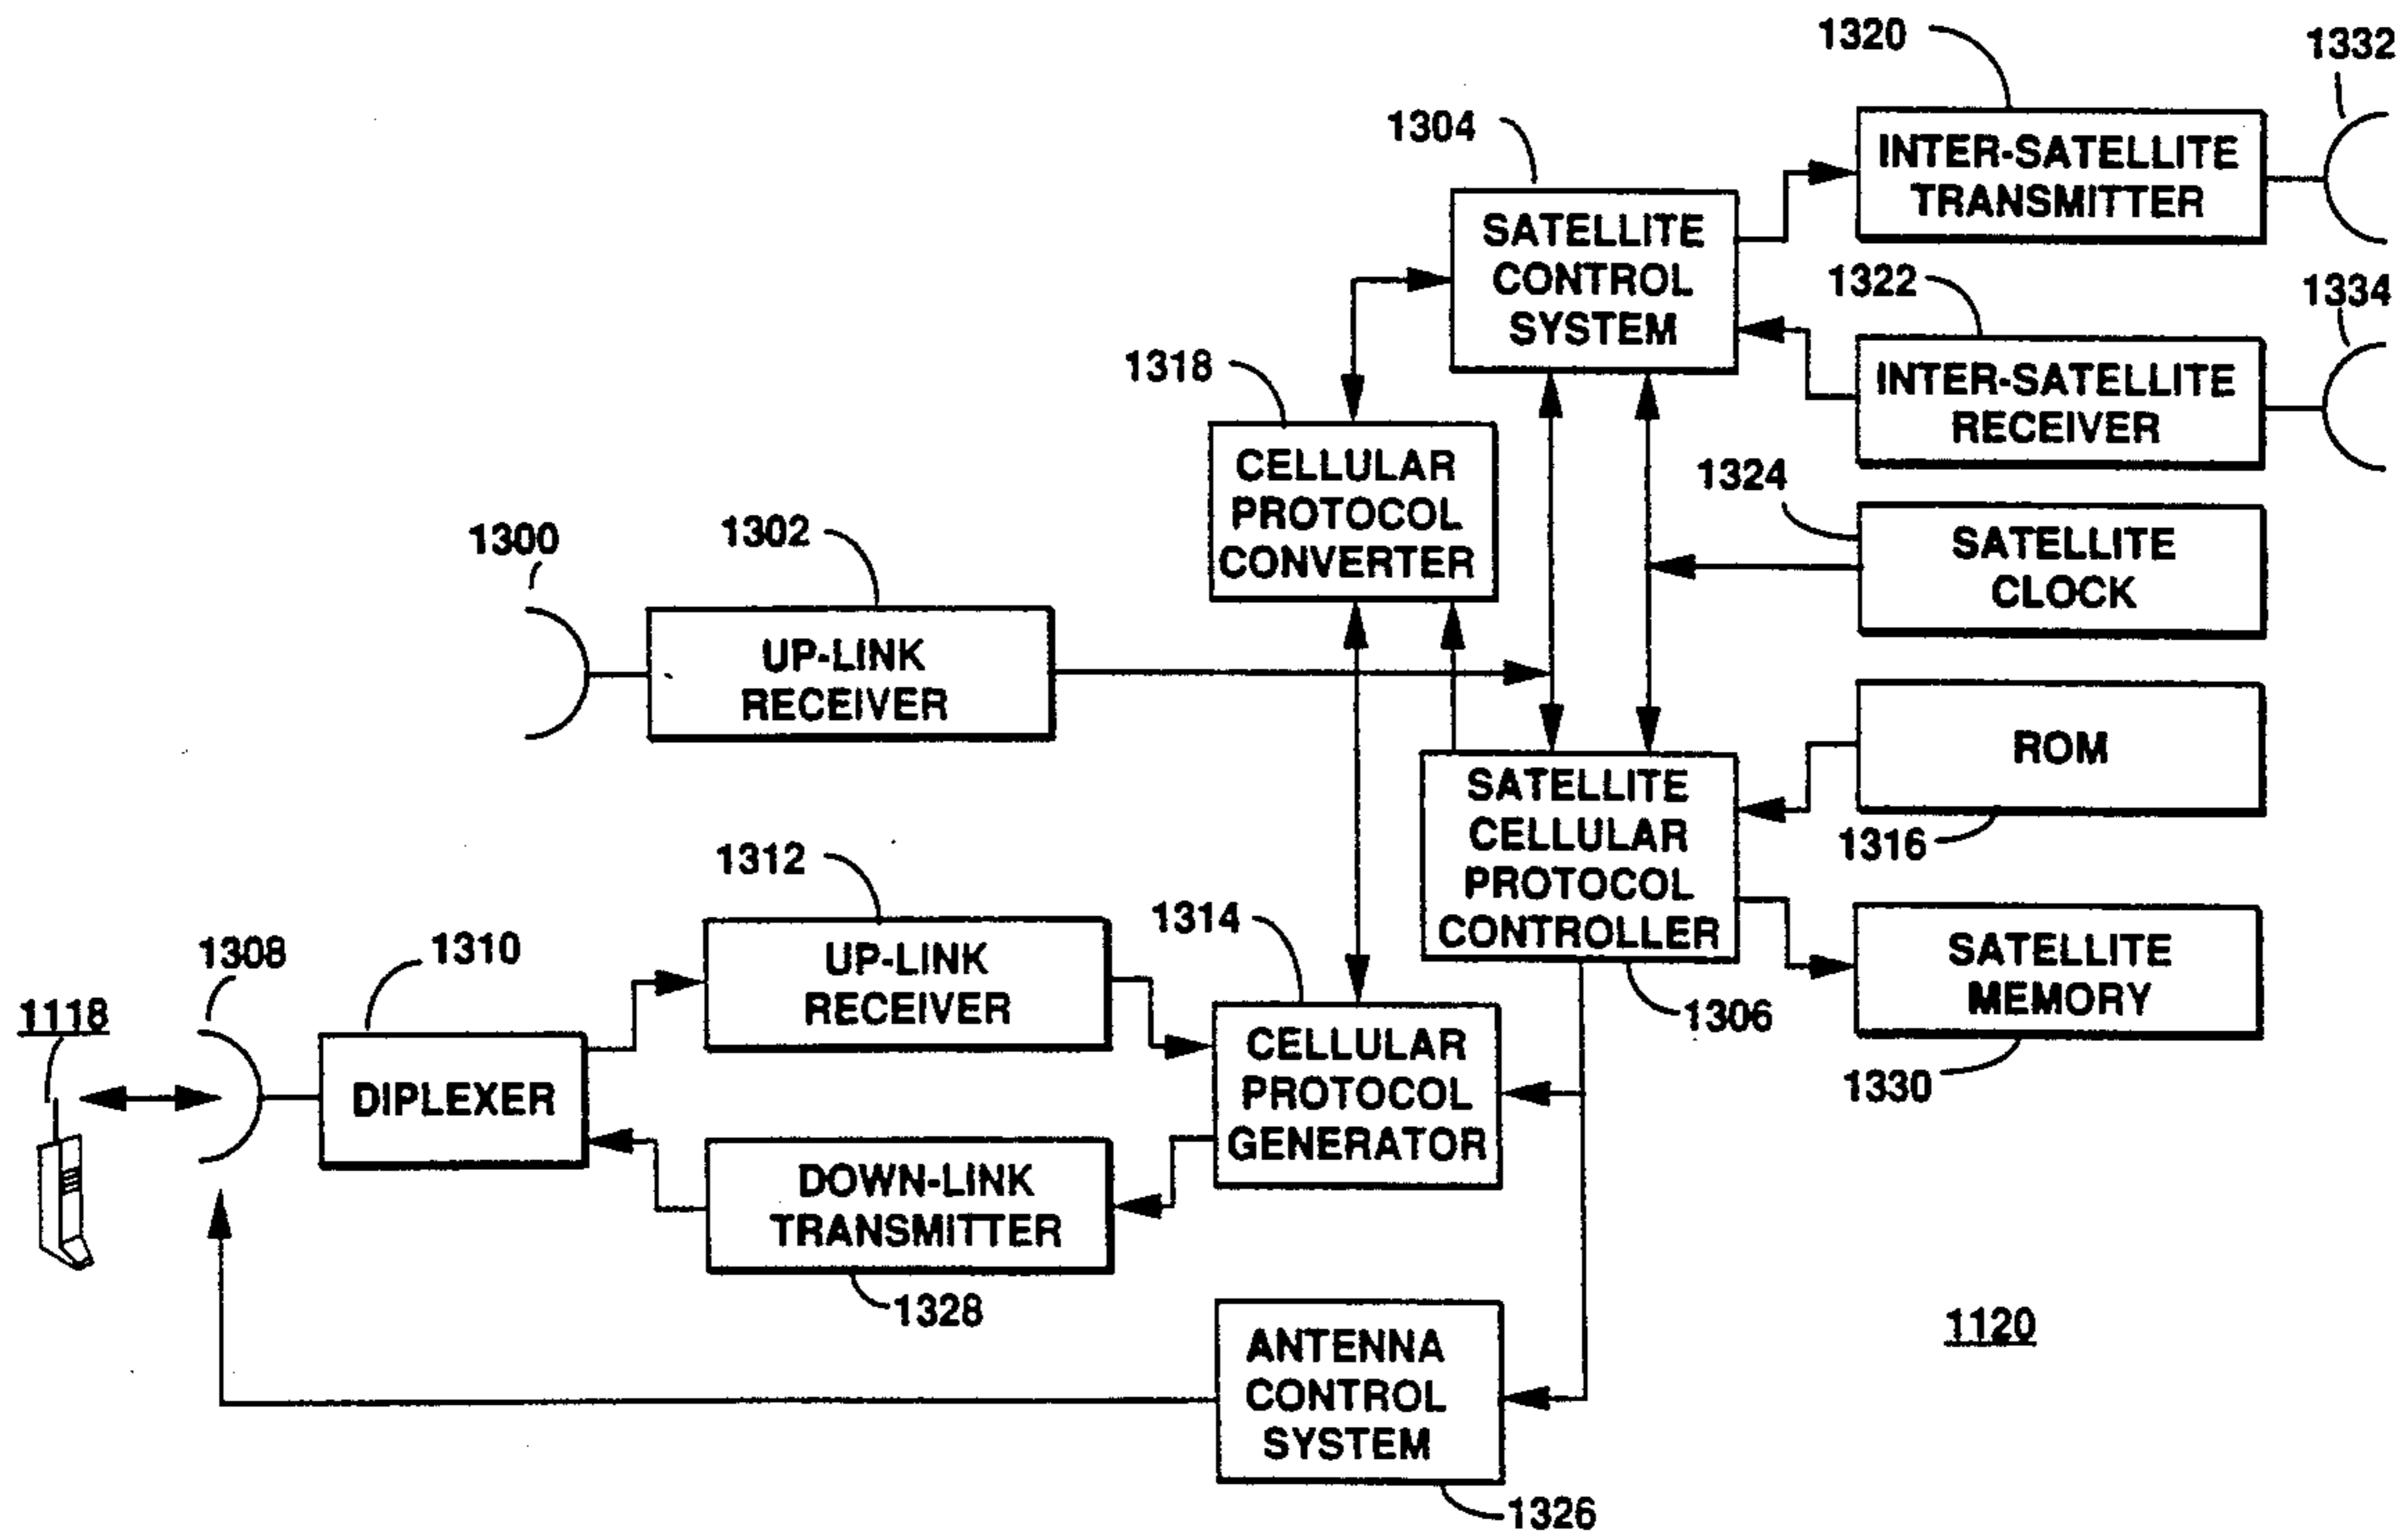 1320
1332
1304
INTER-SATELLITE
TRANSMITTER
SATELLITE
CONTROL
SYSTEM
1322
1334
1318
INTER-SATELLITE
RECEIVER
CELLULAR
PROTOCOL
CONVERTER
1324
1300
1302
SATELLITE
CLOCK
UP-LINK
RECEIVER
ROM
1316
SATELLITE
CELLULAR
PROTOCOL
CONTROLLER
1312
1314
1308
1310
UP-LINK
RECEIVER
SATELLITE
MEMORY
1118
1306
CELLULAR
PROTOCOL
GENERATOR
DIPLEXER
1330
DOWN-LINK
TRANSMITTER
1328
1120
ANTENNA
CONTROL
SYSTEM
1326